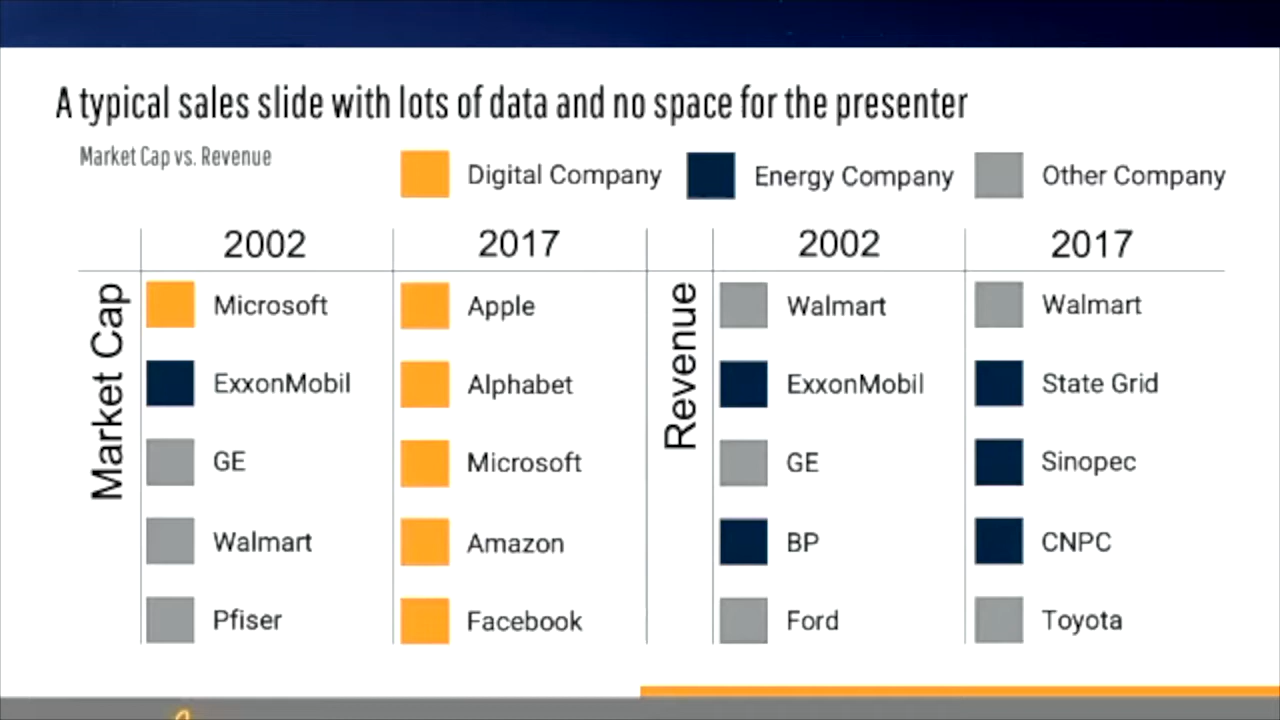 A typical sales slide with lots of data and no space for the presenter
Market Cap vs. Revenue
Digital Company
Energy Company
Other Company
2002
2017
2002
2017
Market Cap
Revenue
Microsoft
Apple
Walmart
Walmart
ExxonMobil
Alphabet
ExxonMobil
State Grid
GE
Microsoft
GE
Sinopec
Walmart
Amazon
BP
CNPC
Pfiser
Facebook
Ford
Toyota